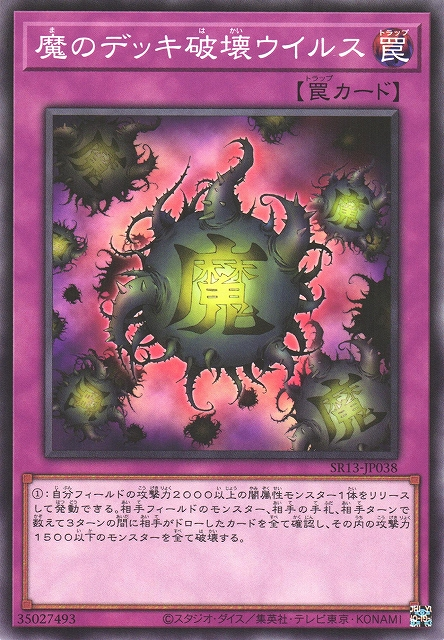 魔のデッキ破壊ウイルス 罠
【罠カード】
魔
魔
魔
魔
魔
SR13-JP038
①:自分フィールドの攻撃力2000以上の闇属性モンスター1体をリリース
して発動できる。相手フィールドのモンスター、相手の手札、相手ターンで
数えて3ターンの間に相手がドローしたカードを全て確認し、その内の攻撃力
1500以下のモンスターを全て破壊する。
35027493
©スタジオ・ダイス/集英社・テレビ東京・KONAMI